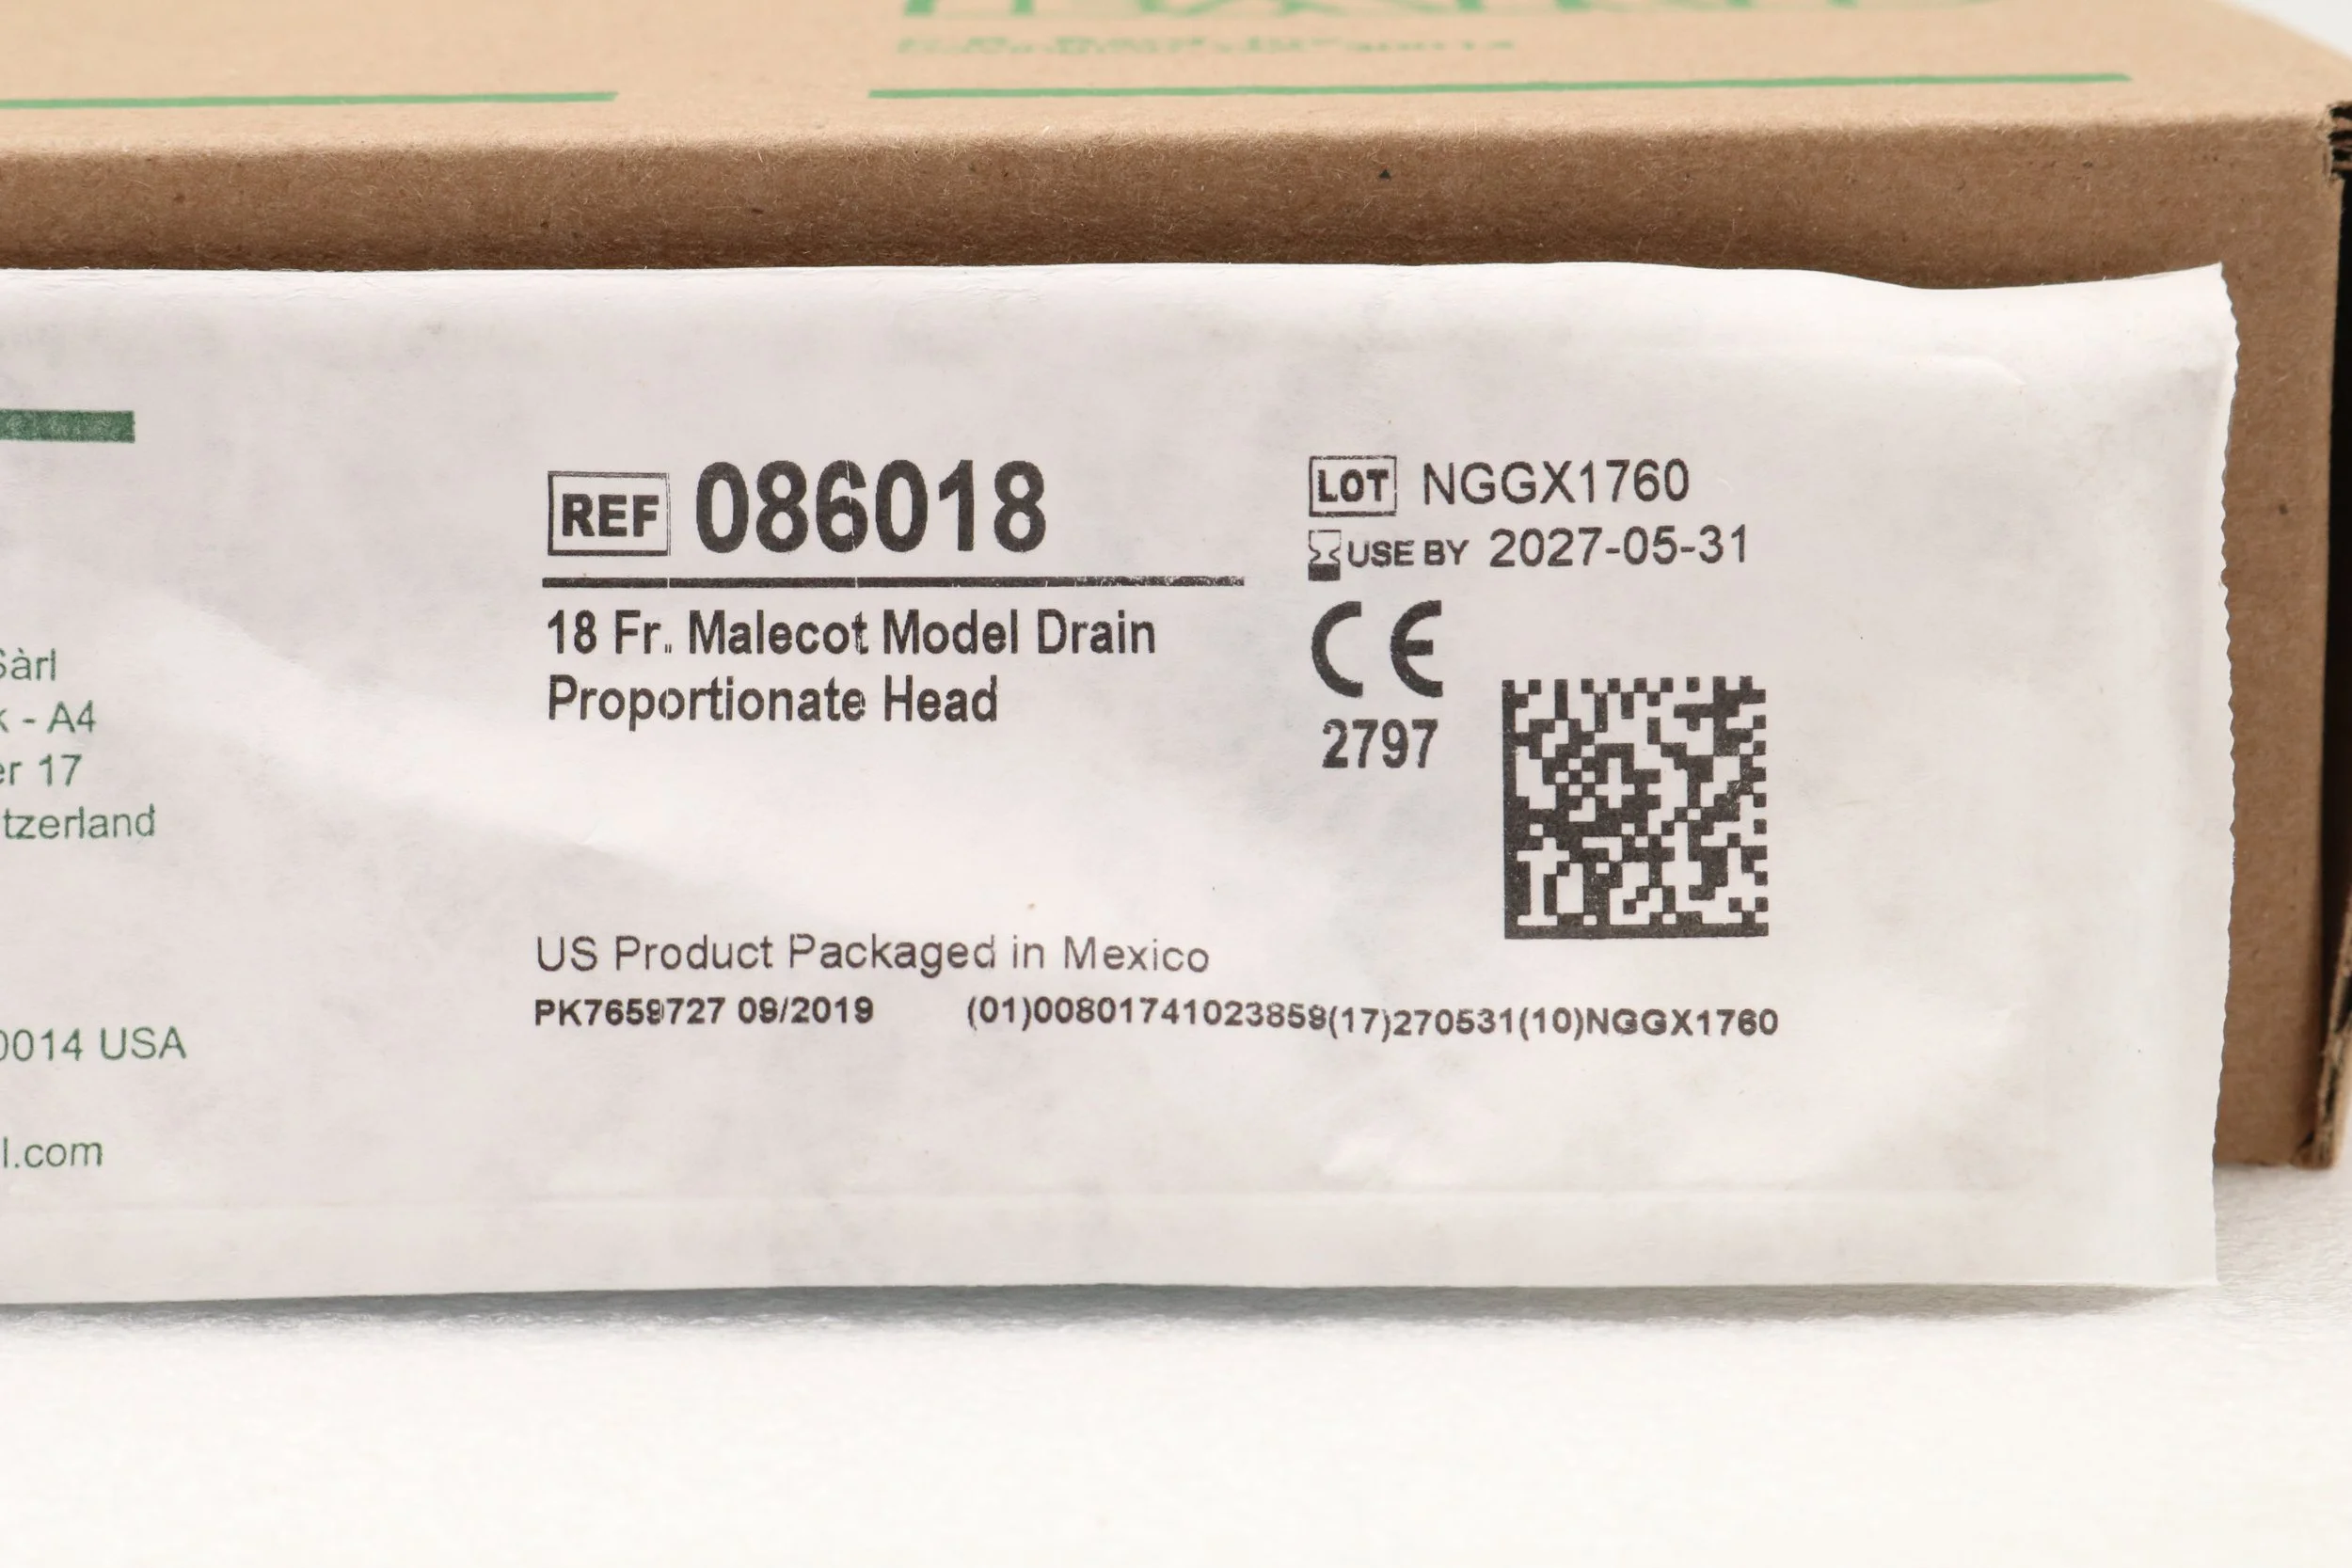 REF 086018
18 Fr. Malecot Model Drain
Proportionate Head
LOT NGGX1760
USE BY 2027-05-31
CE
2797
US Product Packaged in Mexico
PK7659727 09/2019 (01)00801741023859(17)270531(10)NGGX1760
Sàrl
- A4
17
0014 USA
l.com